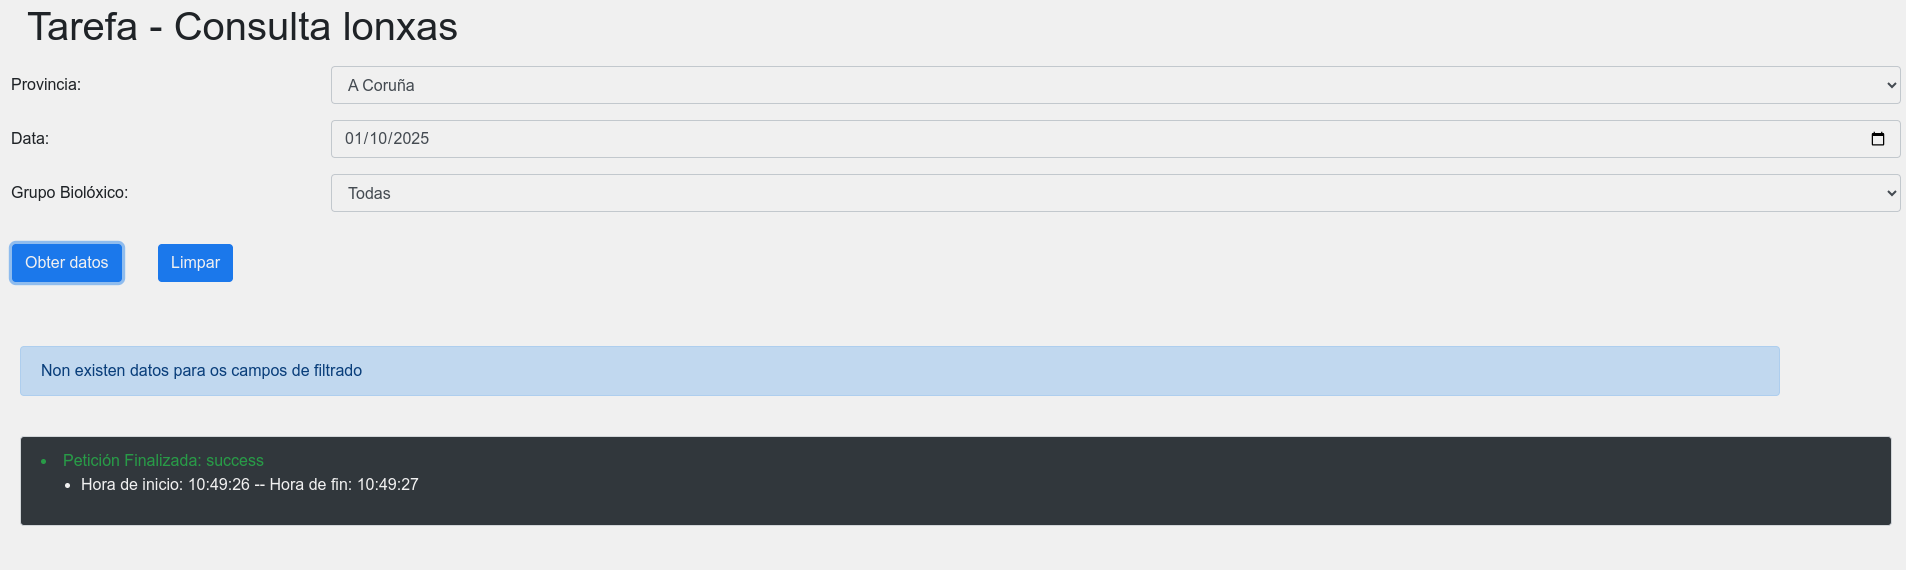 Tarefa - Consulta lonxas
Provincia:
A Coruña
Data:
01/10/2025
Grupo Biolóxico:
Todas
Obter datos
Limpar
Non existen datos para os campos de filtrado
Petición Finalizada: success
Hora de inicio: 10:49:26 -- Hora de fin: 10:49:27